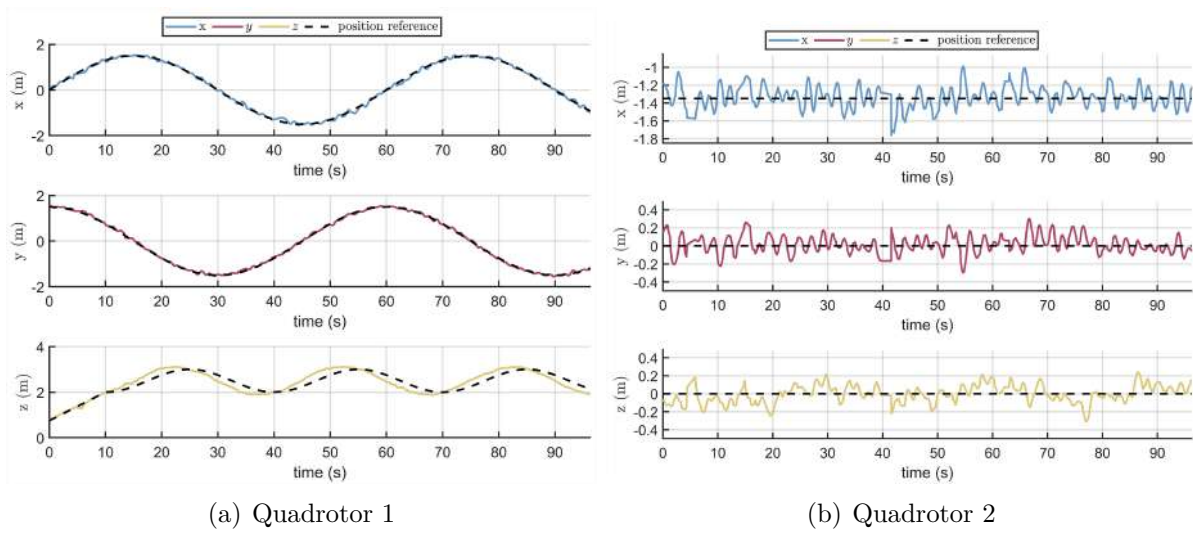 x y z position reference
2
0
-2
x (m)
0 10 20 30 40 50 60 70 80 90
time (s)
2
0
-2
y (m)
0 10 20 30 40 50 60 70 80 90
time (s)
4
2
0
z (m)
0 10 20 30 40 50 60 70 80 90
time (s)
(a) Quadrotor 1
x y z position reference
-1
-1.2
-1.4
-1.6
-1.8
x (m)
0 10 20 30 40 50 60 70 80 90
time (s)
0.4
0.2
0
-0.2
-0.4
y (m)
0 10 20 30 40 50 60 70 80 90
time (s)
0.4
0.2
0
-0.2
-0.4
z (m)
0 10 20 30 40 50 60 70 80 90
time (s)
(b) Quadrotor 2